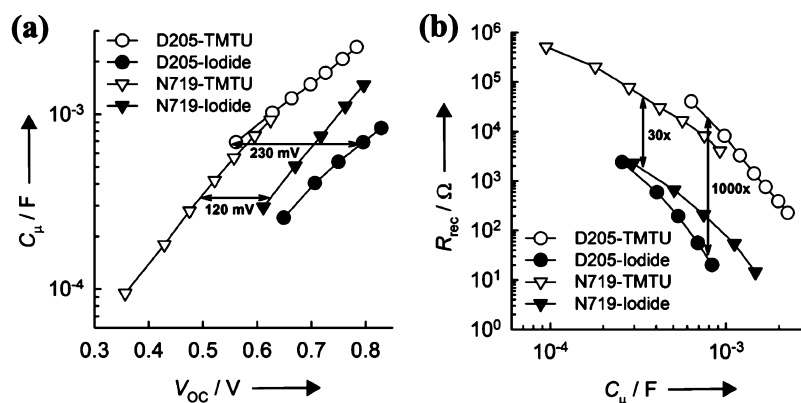 (a)
D205-TMTU
D205-Iodide
N719-TMTU
N719-Iodide
10⁻³
10⁻⁴
230 mV
120 mV
0.3 0.4 0.5 0.6 0.7 0.8
C_μ / F
V_OC / V
(b)
10⁶
10⁵
10⁴
10³
10²
10¹
10⁰
30x
1000x
D205-TMTU
D205-Iodide
N719-TMTU
N719-Iodide
10⁻⁴ 10⁻³
R_rec / Ω
C_μ / F